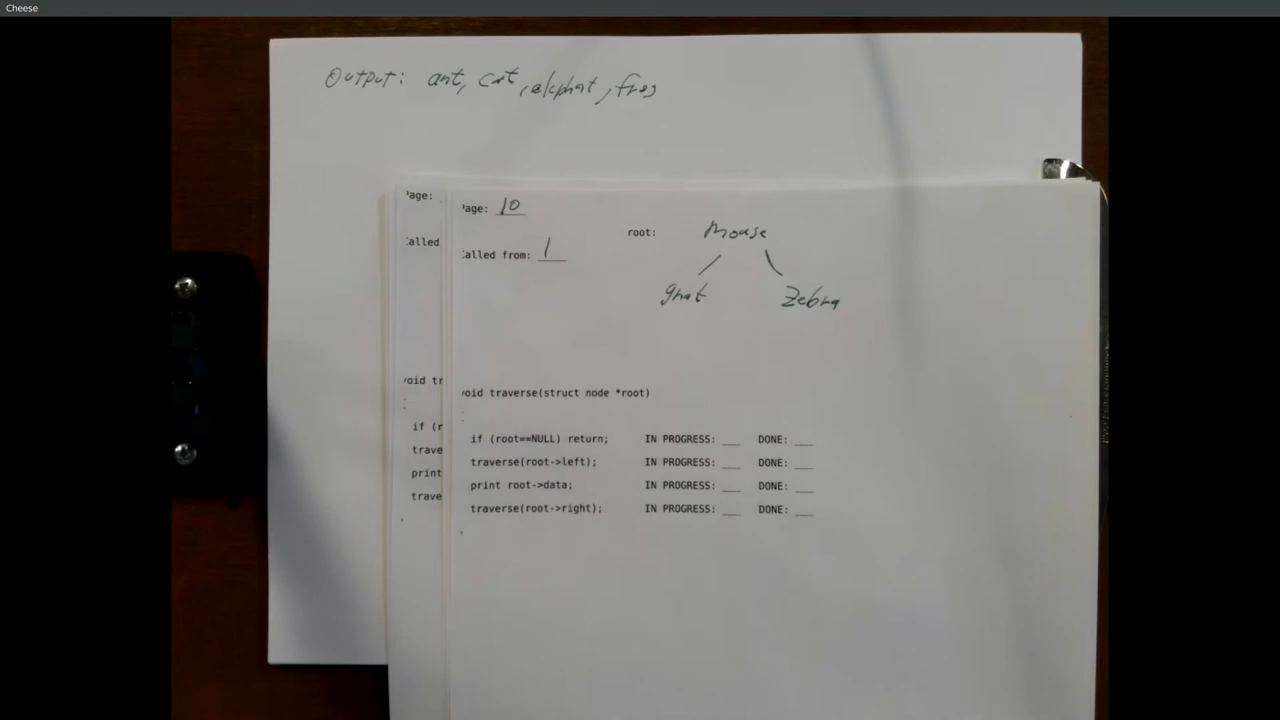 Cheese
Output: ant, cat, elephat, frog
Page:
Page: 10
root: Mouse
Called
Called from: 1
gnat Zebra
void tr
void traverse(struct node *root)
if (r
if (root==NULL) return; IN PROGRESS: ___ DONE: ___
trave
traverse(root->left); IN PROGRESS: ___ DONE: ___
print
print root->data; IN PROGRESS: ___ DONE: ___
trave
traverse(root->right); IN PROGRESS: ___ DONE: ___